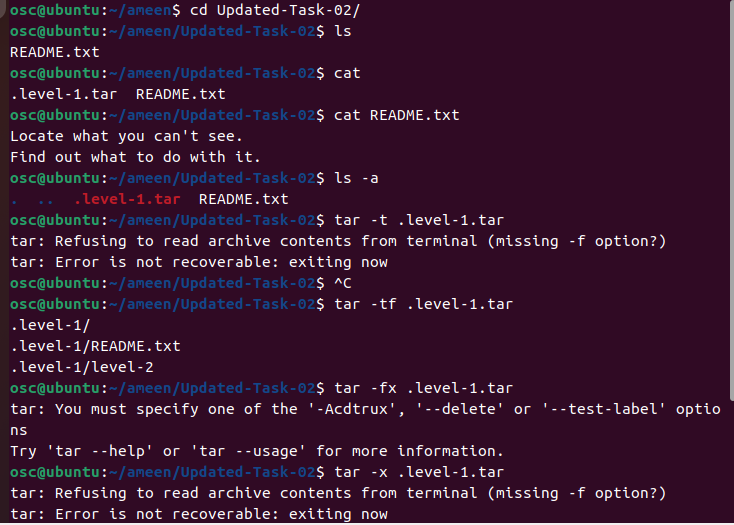 osc@ubuntu:~/ameen$ cd Updated-Task-02/
osc@ubuntu:~/ameen/Updated-Task-02$ ls
README.txt
osc@ubuntu:~/ameen/Updated-Task-02$ cat
.level-1.tar  README.txt
osc@ubuntu:~/ameen/Updated-Task-02$ cat README.txt
Locate what you can't see.
Find out what to do with it.
osc@ubuntu:~/ameen/Updated-Task-02$ ls -a
.  ..  .level-1.tar  README.txt
osc@ubuntu:~/ameen/Updated-Task-02$ tar -t .level-1.tar
tar: Refusing to read archive contents from terminal (missing -f option?)
tar: Error is not recoverable: exiting now
osc@ubuntu:~/ameen/Updated-Task-02$ ^C
osc@ubuntu:~/ameen/Updated-Task-02$ tar -tf .level-1.tar
.level-1/
.level-1/README.txt
.level-1/level-2
osc@ubuntu:~/ameen/Updated-Task-02$ tar -fx .level-1.tar
tar: You must specify one of the '-Acdtrux', '--delete' or '--test-label' optio
ns
Try 'tar --help' or 'tar --usage' for more information.
osc@ubuntu:~/ameen/Updated-Task-02$ tar -x .level-1.tar
tar: Refusing to read archive contents from terminal (missing -f option?)
tar: Error is not recoverable: exiting now